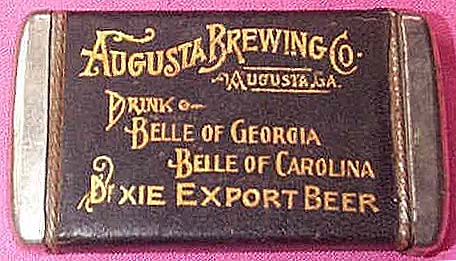 AUGUSTA BREWING CO.
AUGUSTA, GA.
DRINK
BELLE OF GEORGIA
BELLE OF CAROLINA
DIXIE EXPORT BEER